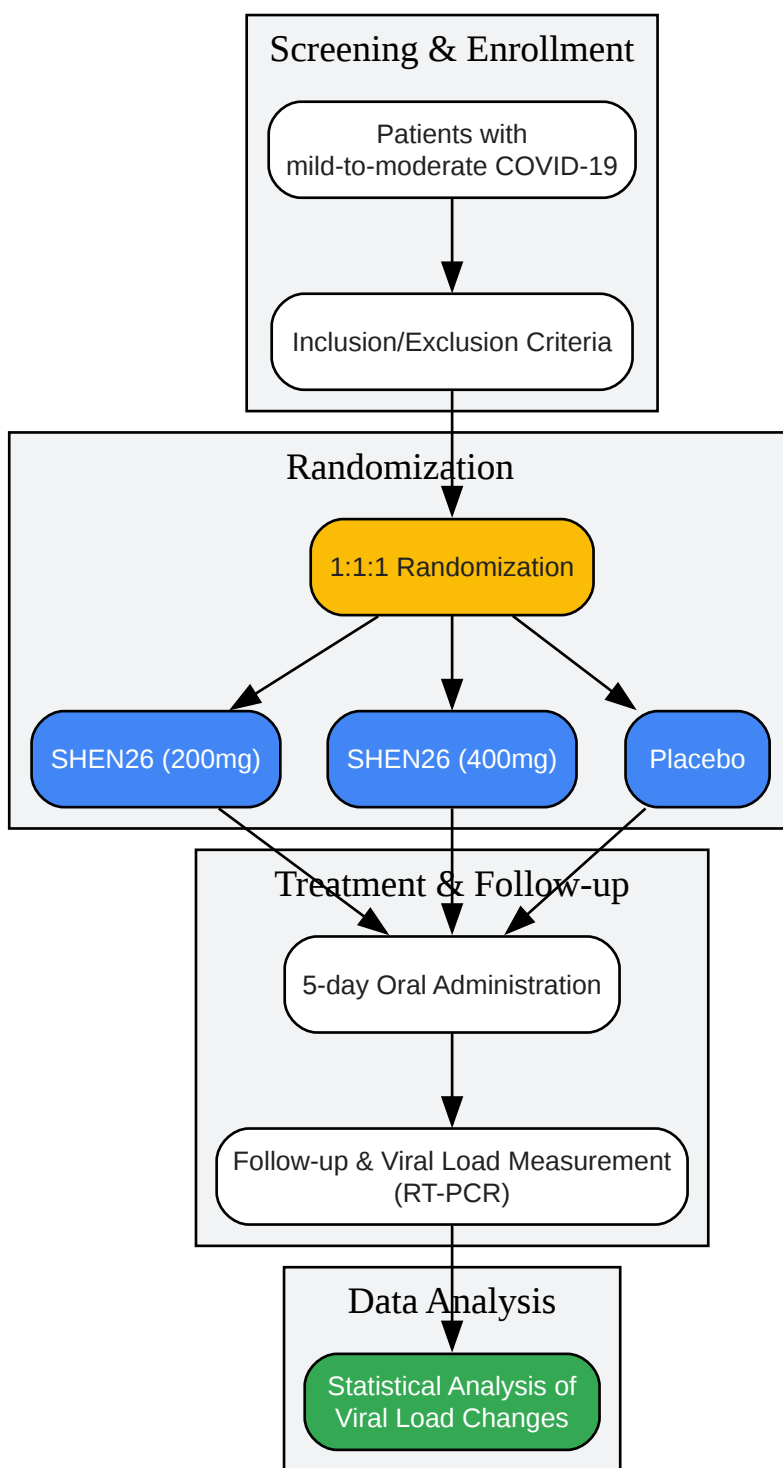 Screening & Enrollment
Patients with
mild-to-moderate COVID-19
Inclusion/Exclusion Criteria
Randomization
1:1:1 Randomization
SHEN26 (200mg)
SHEN26 (400mg)
Placebo
Treatment & Follow-up
5-day Oral Administration
Follow-up & Viral Load Measurement
(RT-PCR)
Data Analysis
Statistical Analysis of
Viral Load Changes